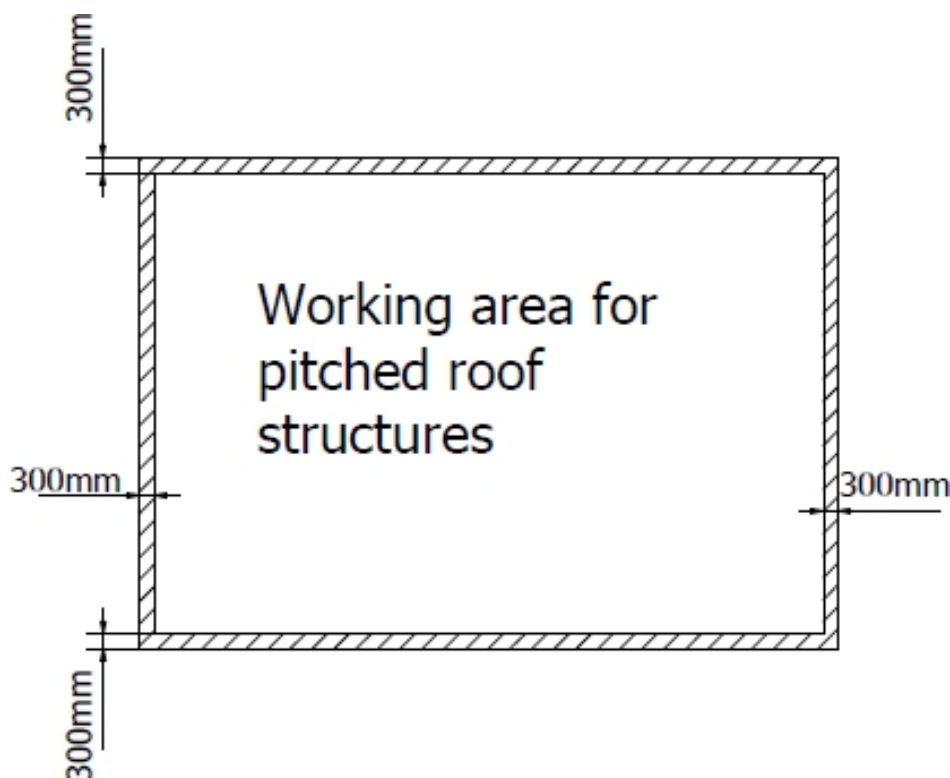 300mm
Working area for
pitched roof
structures
300mm
300mm
300mm